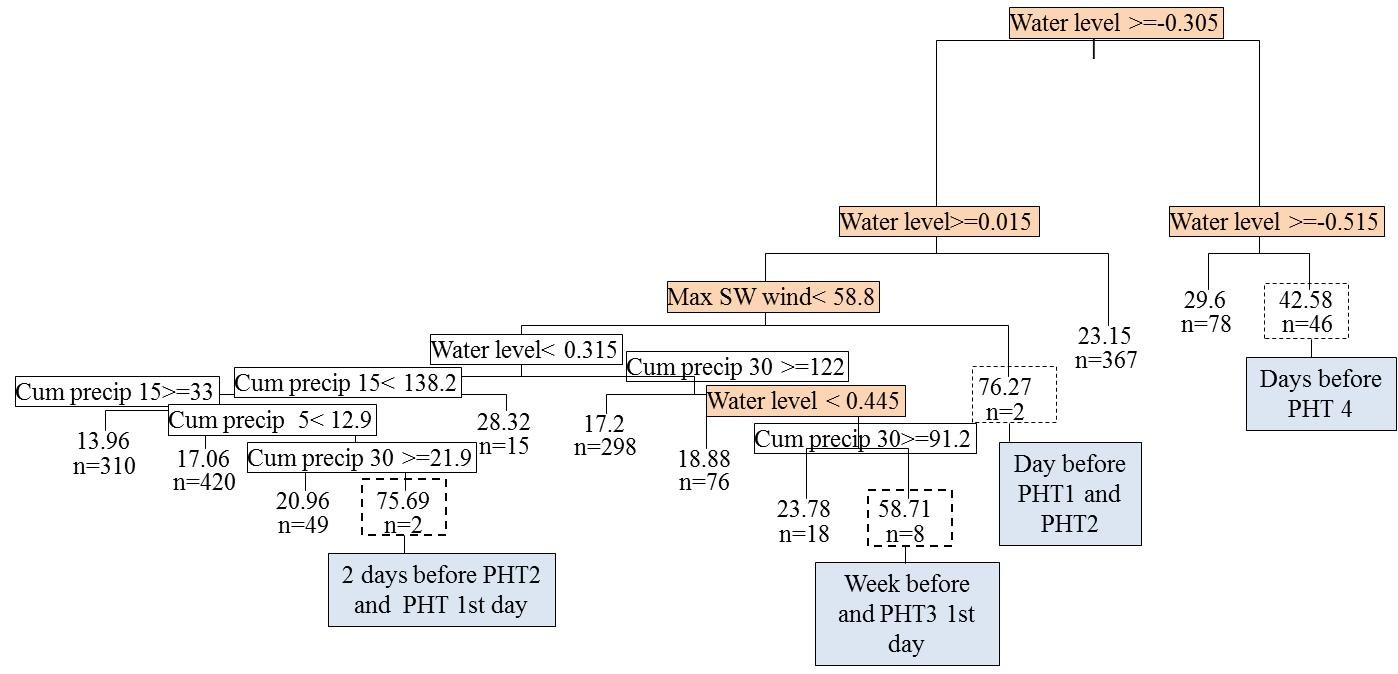 Water level >=-0.305
Water level>=0.015
Water level >=-0.515
Max SW wind< 58.8
29.6
n=78
42.58
n=46
23.15
n=367
Water level< 0.315
Cum precip 30 >=122
Cum precip 15>=33
Cum precip 15< 138.2
76.27
n=2
Days before
PHT 4
Water level < 0.445
Cum precip  5< 12.9
28.32
n=15
17.2
n=298
13.96
n=310
Cum precip 30>=91.2
17.06
n=420
Cum precip 30 >=21.9
18.88
n=76
Day before
PHT1 and
PHT2
20.96
n=49
75.69
n=2
23.78
n=18
58.71
n=8
2 days before PHT2
and  PHT 1st day
Week before
and PHT3 1st
day